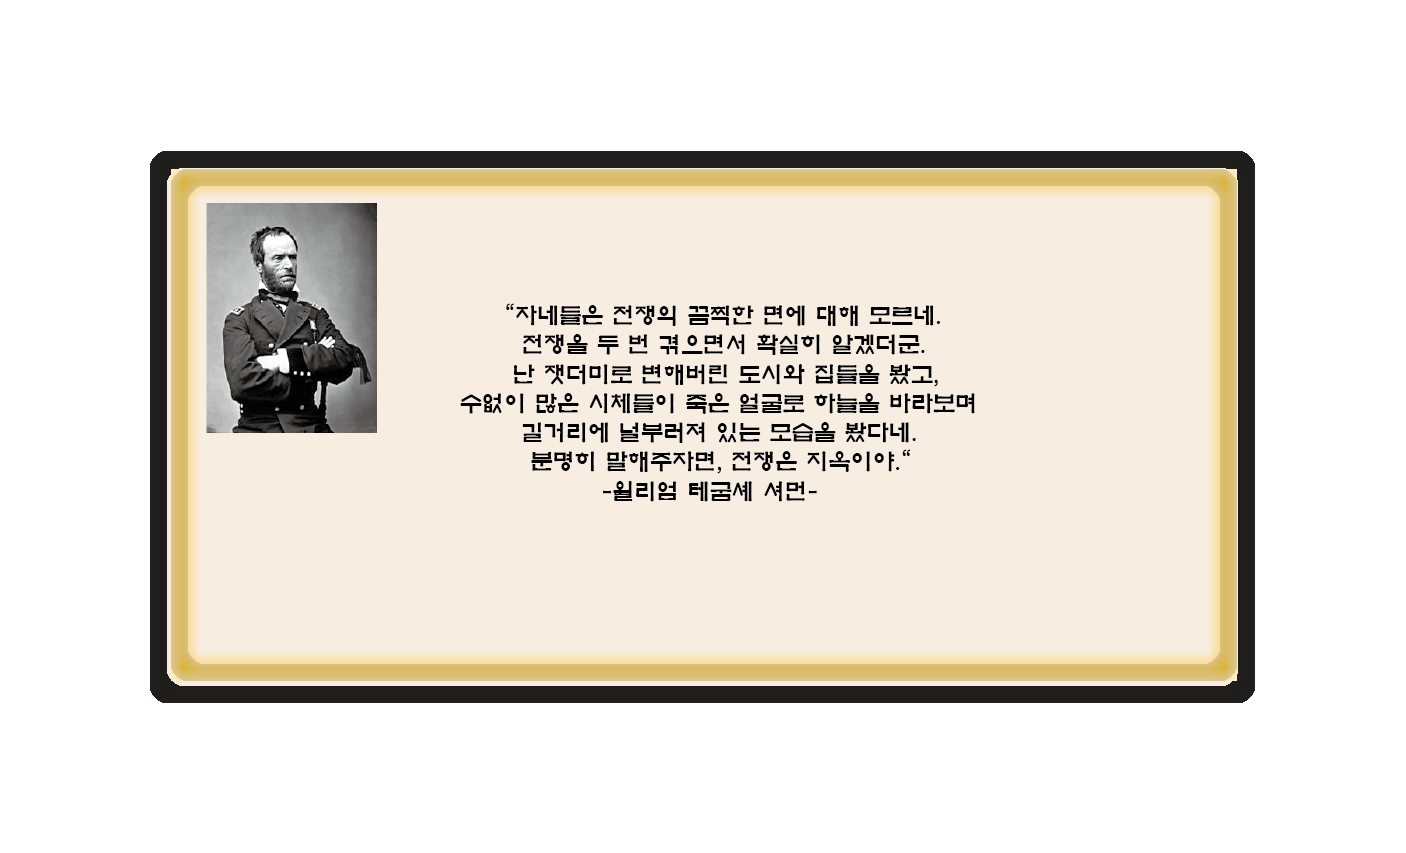 “자네들은 전쟁의 끔찍한 면에 대해 모르네.
전쟁을 두 번 겪으면서 확실히 알겠더군.
난 잿더미로 변해버린 도시와 집들을 봤고,
수없이 많은 시체들이 죽은 얼굴로 하늘을 바라보며
길거리에 널부러져 있는 모습을 봤다네.
분명히 말해주자면, 전쟁은 지옥이야.“
-윌리엄 테굼셰 셔먼-